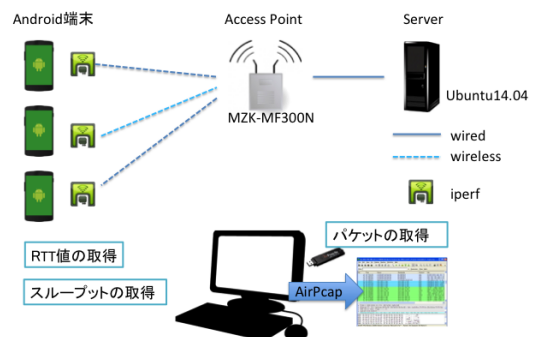 Android端末
Access Point
Server
MZK-MF300N
Ubuntu14.04
wired
wireless
iperf
RTT値の取得
スループットの取得
パケットの取得
AirPcap